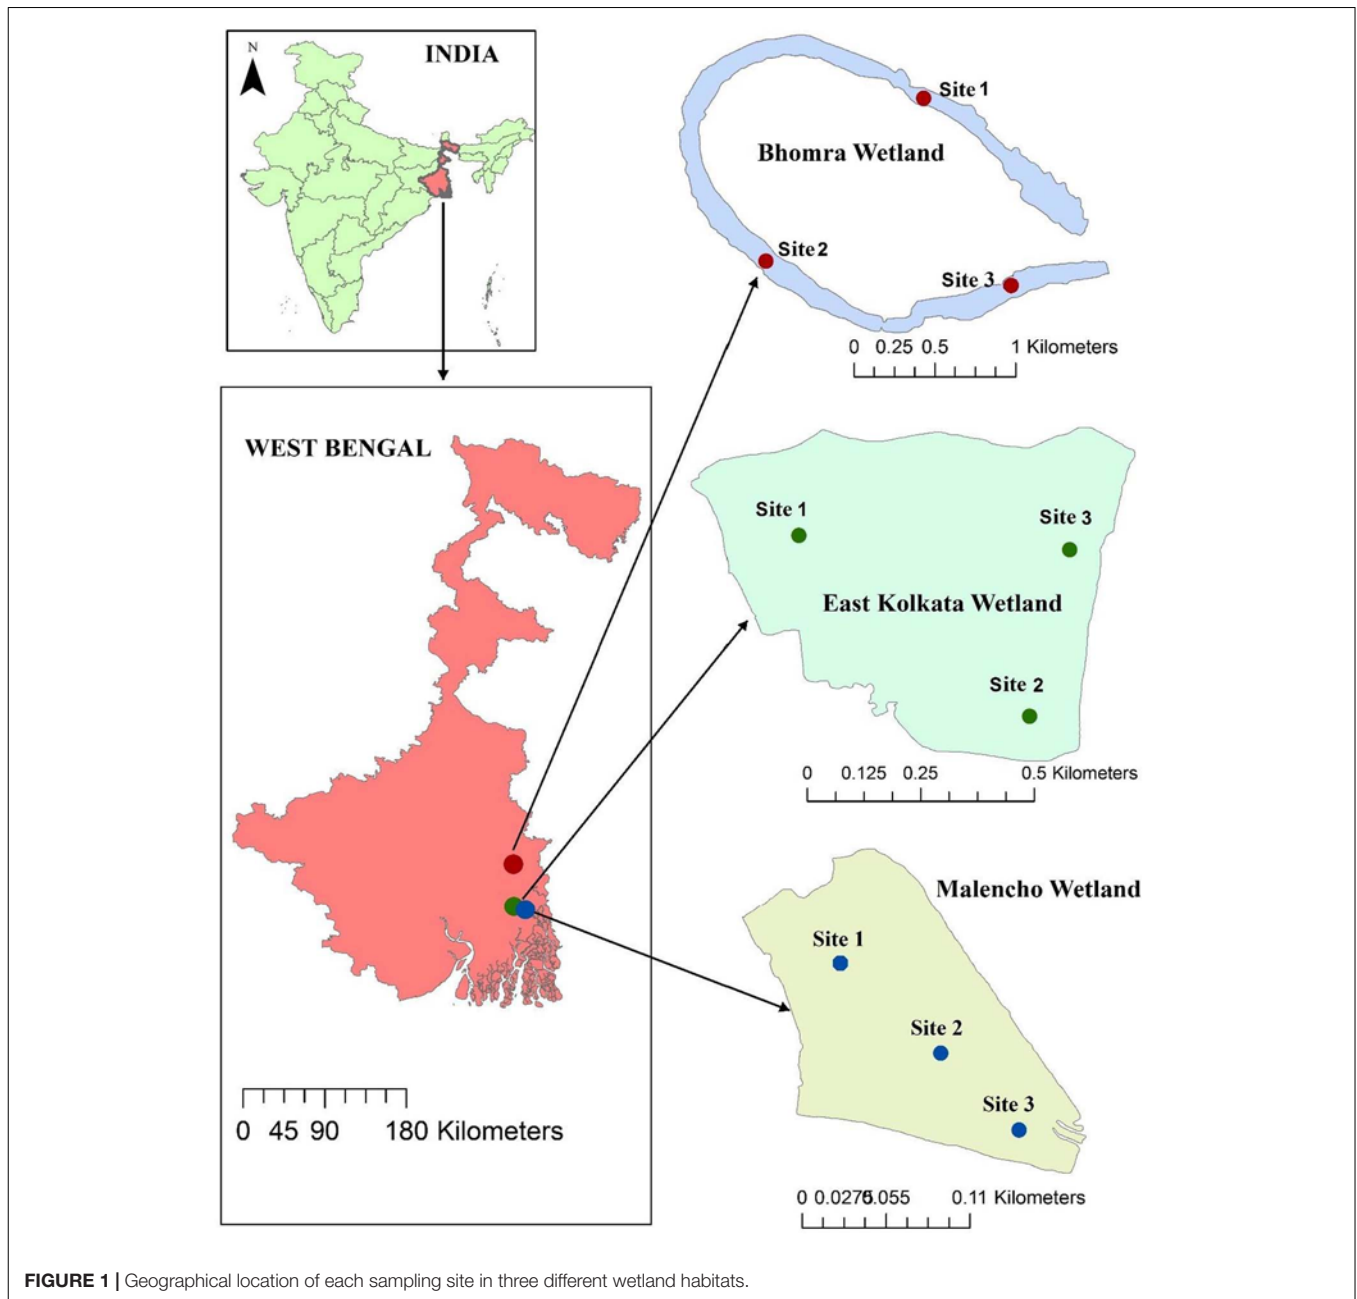 N
INDIA
Site 1
Bhomra Wetland
Site 2
Site 3
0 0.25 0.5 1 Kilometers
WEST BENGAL
Site 1
Site 3
East Kolkata Wetland
Site 2
0 0.125 0.25 0.5 Kilometers
Malencho Wetland
Site 1
Site 2
Site 3
0 45 90 180 Kilometers
0 0.0275 0.055 0.11 Kilometers
FIGURE 1 | Geographical location of each sampling site in three different wetland habitats.